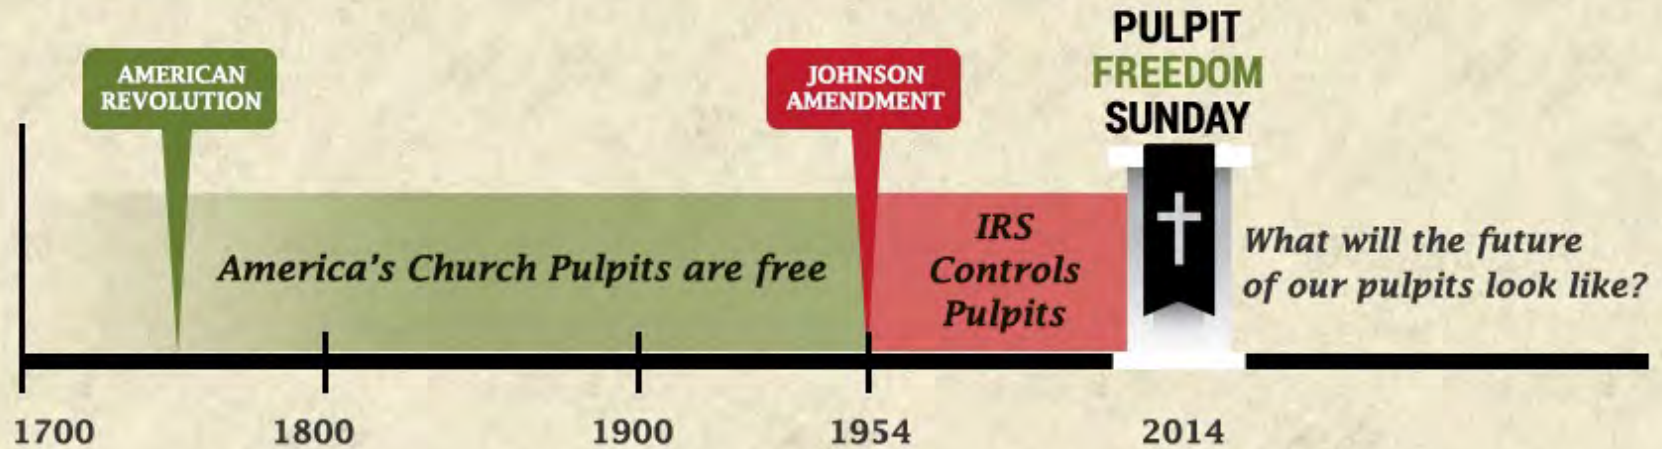 AMERICAN
REVOLUTION
JOHNSON
AMENDMENT
PULPIT
FREEDOM
SUNDAY
America's Church Pulpits are free
IRS
Controls
Pulpits
What will the future
of our pulpits look like?
1700
1800
1900
1954
2014